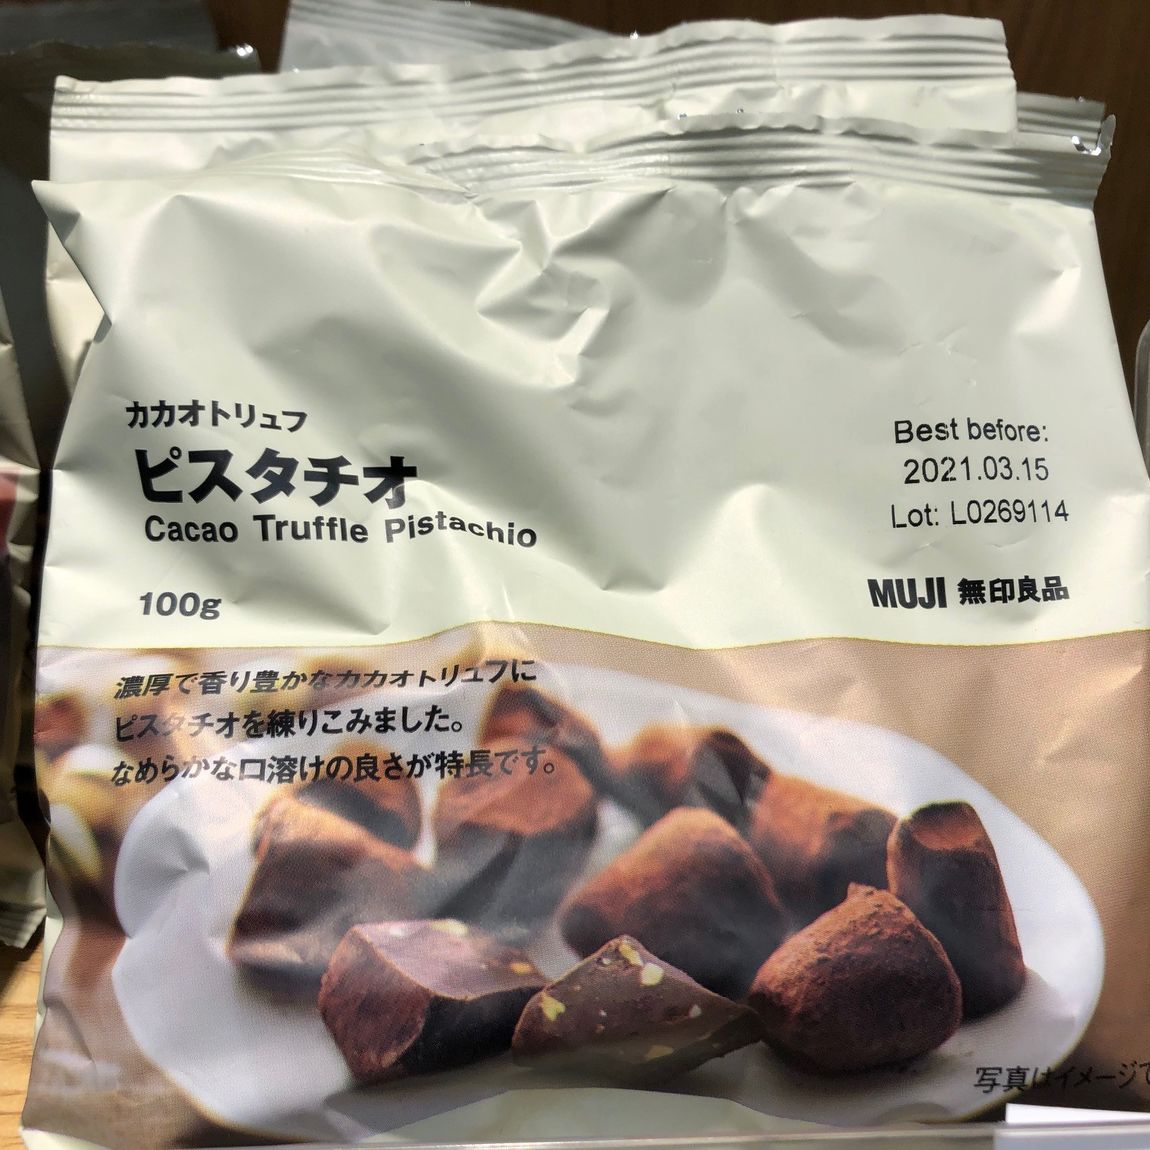 カカオトリュフ
ピスタチオ
Cacao Truffle Pistachio
100g
Best before:
2021.03.15
Lot: L0269114
MUJI 無印良品
濃厚で香り豊かなカカオトリュフに
ピスタチオを練りこみました。
なめらかな口溶けの良さが特長です。
写真はイメージで